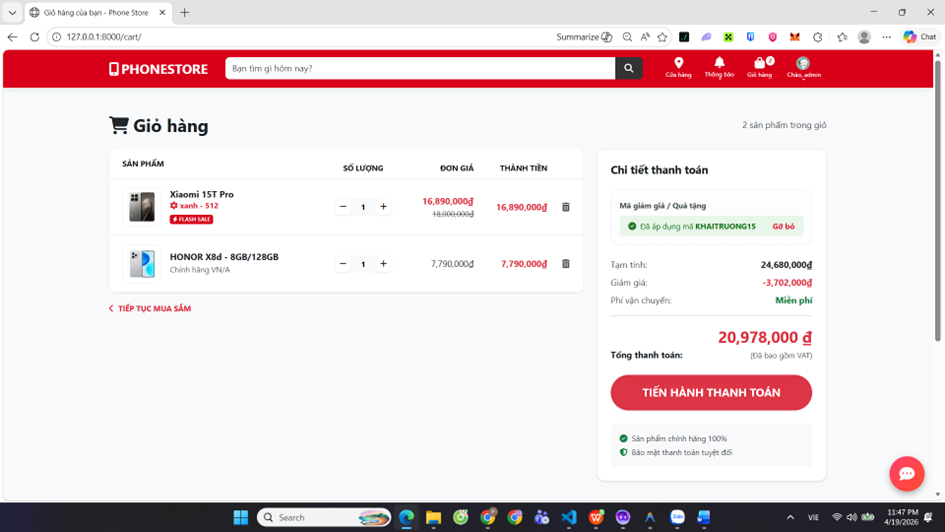 Giỏ hàng của bạn - Phone Store
127.0.0.1:8000/cart/
Summarize
Chat
PHONESTORE
Bạn tìm gì hôm nay?
Cửa hàng
Thông báo
2
Giỏ hàng
Chào, admin
Giỏ hàng
2 sản phẩm trong giỏ
SẢN PHẨM SỐ LƯỢNG ĐƠN GIÁ THÀNH TIỀN
Xiaomi 15T Pro
xanh - 512
FLASH SALE
− 1 +
16,890,000₫
18,000,000₫
16,890,000₫
HONOR X8d - 8GB/128GB
Chính hãng VN/A
− 1 +
7,790,000₫
7,790,000₫
TIẾP TỤC MUA SẮM
Chi tiết thanh toán
Mã giảm giá / Quà tặng
Đã áp dụng mã KHAITRUONG15 Gỡ bỏ
Tạm tính: 24,680,000₫
Giảm giá: -3,702,000₫
Phí vận chuyển: Miễn phí
20,978,000 ₫
Tổng thanh toán: (Đã bao gồm VAT)
TIẾN HÀNH THANH TOÁN
Sản phẩm chính hãng 100%
Bảo mật thanh toán tuyệt đối
Search
VIE
11:47 PM
4/19/2026